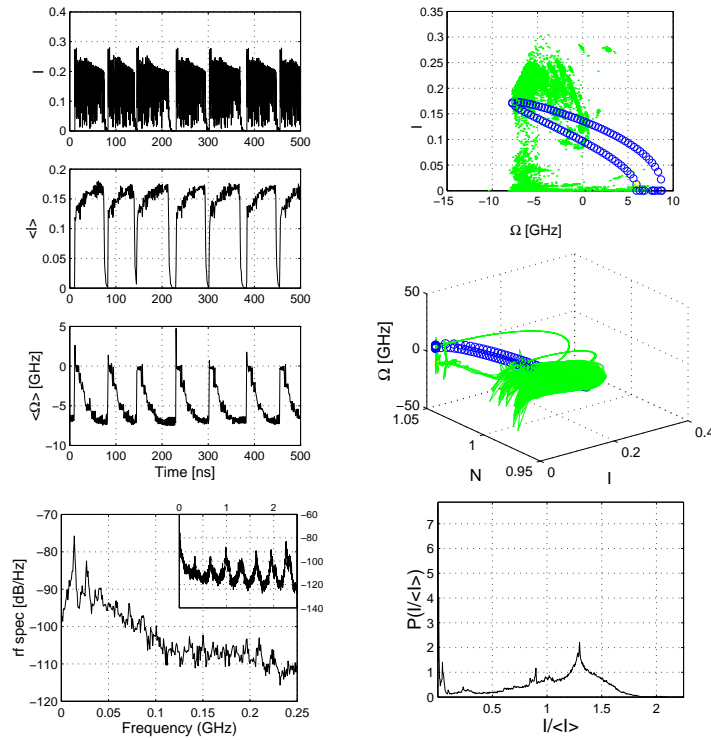 0.4
0.3
0.2
0.1
0
I
0 100 200 300 400 500
0.2
0.15
0.1
0.05
0
<I>
0 100 200 300 400 500
5
0
−5
−10
<Ω> [GHz]
0 100 200 300 400 500
Time [ns]
0.35
0.3
0.25
0.2
0.15
0.1
0.05
0
I
−15 −10 −5 0 5 10
Ω [GHz]
50
0
−50
Ω [GHz]
1.05
1
0.95
N
0
0.2
0.4
I
−70
−80
−90
−100
−110
−120
rf spec [dB/Hz]
0 0.05 0.1 0.15 0.2 0.25
Frequency (GHz)
0 1 2
−60
−80
−100
−120
−140
7
6
5
4
3
2
1
0
P(I/<I>)
0.5 1 1.5 2
I/<I>